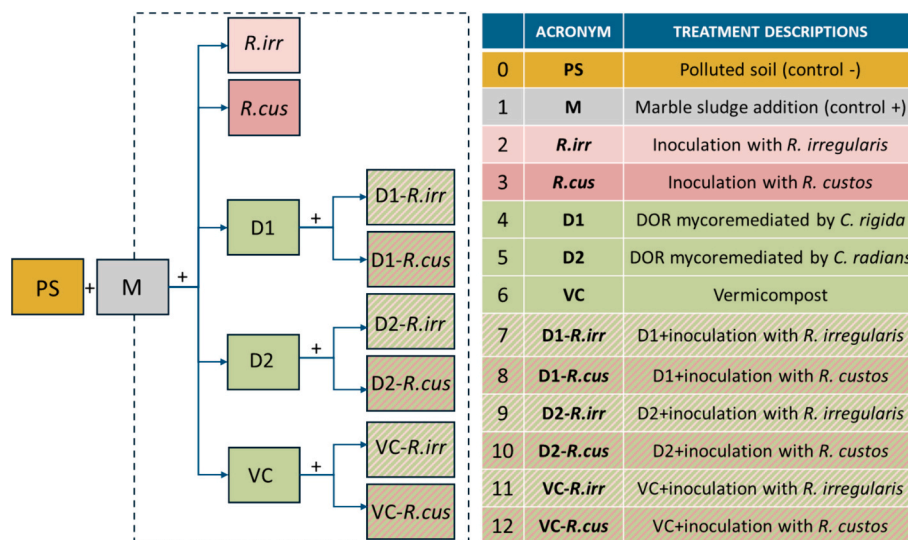 R.irr
R.cus
D1-R.irr
D1
+
D1-R.cus
PS
+
M
+
D2-R.irr
D2
+
D2-R.cus
VC-R.irr
VC
+
VC-R.cus
ACRONYM TREATMENT DESCRIPTIONS
0 PS Polluted soil (control -)
1 M Marble sludge addition (control +)
2 R.irr Inoculation with R. irregularis
3 R.cus Inoculation with R. custos
4 D1 DOR mycoremediated by C. rigida
5 D2 DOR mycoremediated by C. radians
6 VC Vermicompost
7 D1-R.irr D1+inoculation with R. irregularis
8 D1-R.cus D1+inoculation with R. custos
9 D2-R.irr D2+inoculation with R. irregularis
10 D2-R.cus D2+inoculation with R. custos
11 VC-R.irr VC+inoculation with R. irregularis
12 VC-R.cus VC+inoculation with R. custos